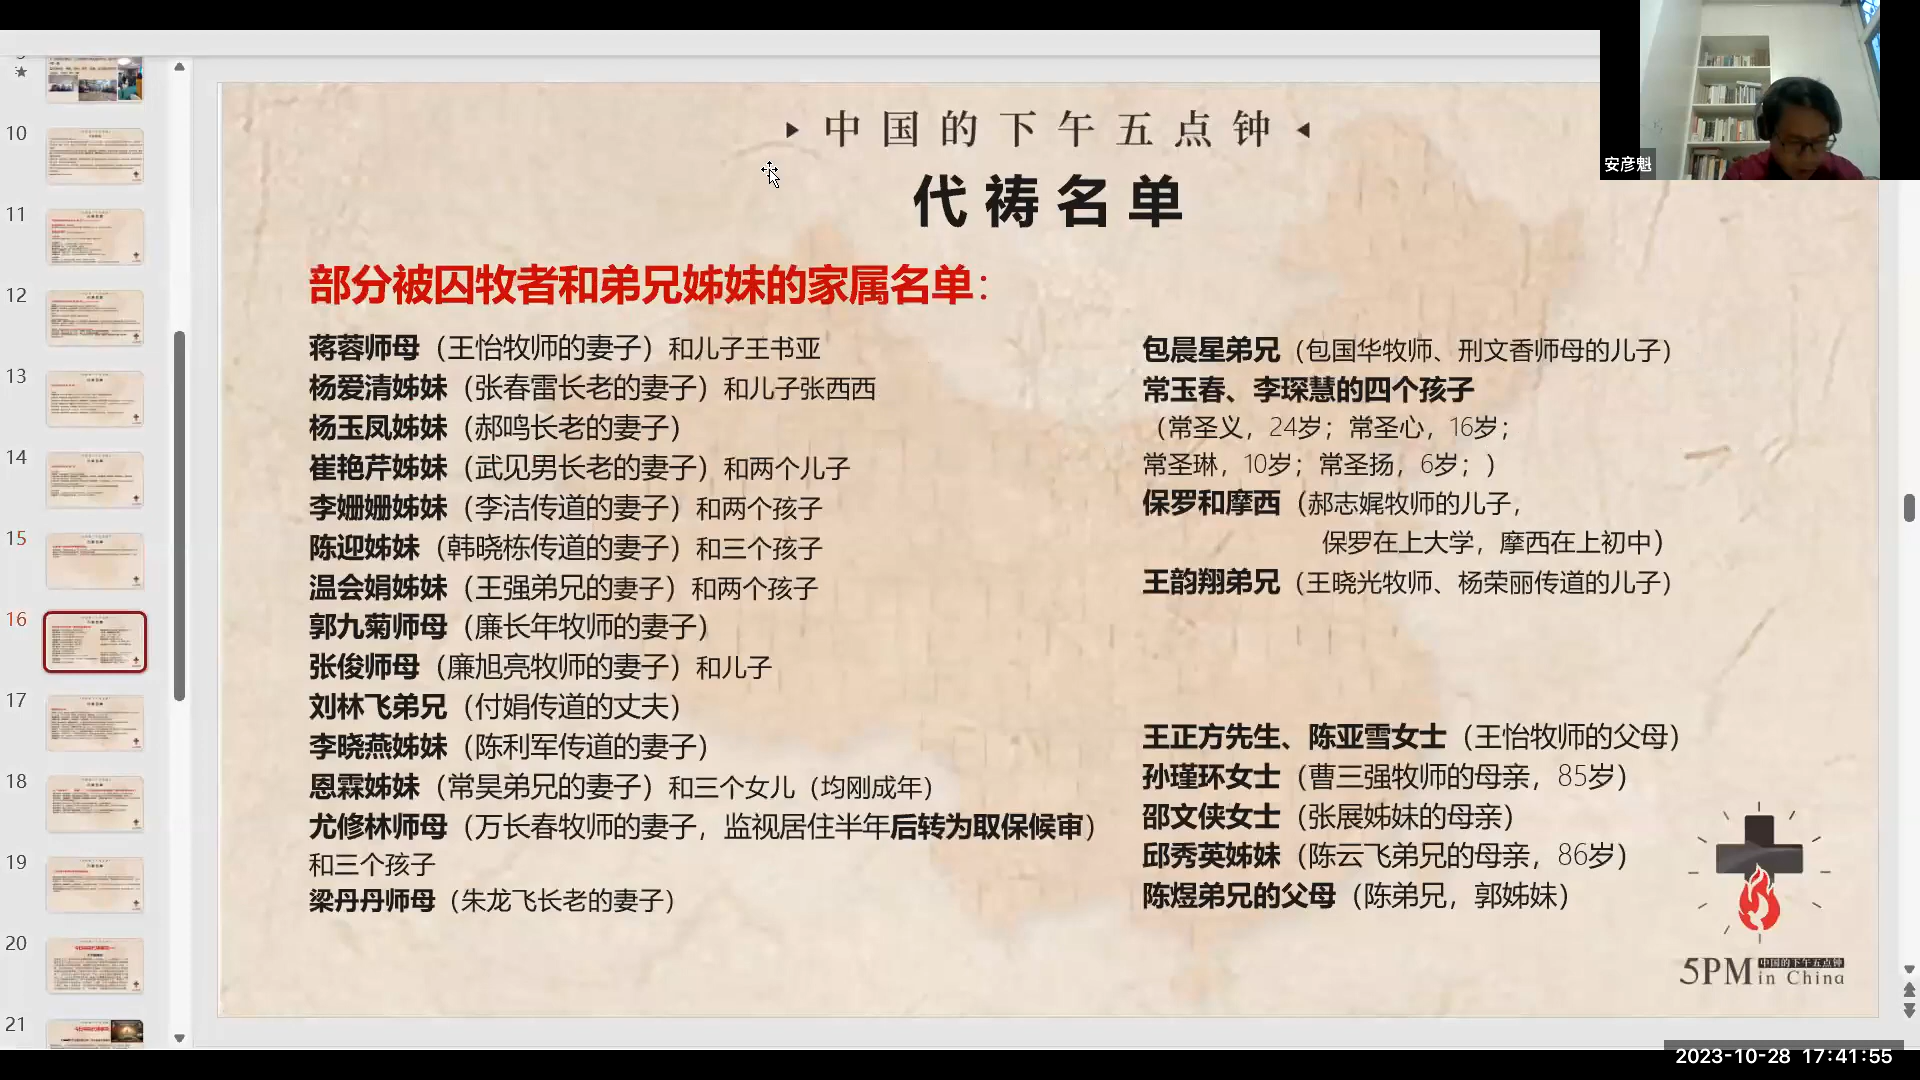 中国的下午五点钟
代祷名单
部分被囚牧者和弟兄姊妹的家属名单：
蒋蓉师母（王怡牧师的妻子）和儿子王书亚
杨爱清姊妹（张春雷长老的妻子）和儿子张西西
杨玉凤姊妹（郝鸣长老的妻子）
崔艳芹姊妹（武见男长老的妻子）和两个儿子
李姗姗姊妹（李洁传道的妻子）和两个孩子
陈迎姊妹（韩晓栋传道的妻子）和三个孩子
温会娟姊妹（王强弟兄的妻子）和两个孩子
郭九菊师母（廉长年牧师的妻子）
张俊师母（廉旭亮牧师的妻子）和儿子
刘林飞弟兄（付娟传道的丈夫）
李晓燕姊妹（陈利军传道的妻子）
恩霖姊妹（常昊弟兄的妻子）和三个女儿（均刚成年）
尤修林师母（万长春牧师的妻子，监视居住半年后转为取保候审）
和三个孩子
梁丹丹师母（朱龙飞长老的妻子）
包晨星弟兄（包国华牧师、刑文香师母的儿子）
常玉春、李琛慧的四个孩子
（常圣义，24岁；常圣心，16岁；
常圣琳，10岁；常圣扬，6岁；）
保罗和摩西（郝志娓牧师的儿子，
保罗在上大学，摩西在上初中）
王韵翔弟兄（王晓光牧师、杨荣丽传道的儿子）
王正方先生、陈亚雪女士（王怡牧师的父母）
孙瑾环女士（曹三强牧师的母亲，85岁）
邵文侠女士（张展姊妹的母亲）
邱秀英姊妹（陈云飞弟兄的母亲，86岁）
陈煜弟兄的父母（陈弟兄，郭姊妹）
5PM 中国的下午五点钟
in China
安彦魁
10
11
12
13
14
15
16
17
18
19
20
21
2023-10-28 17:41:55